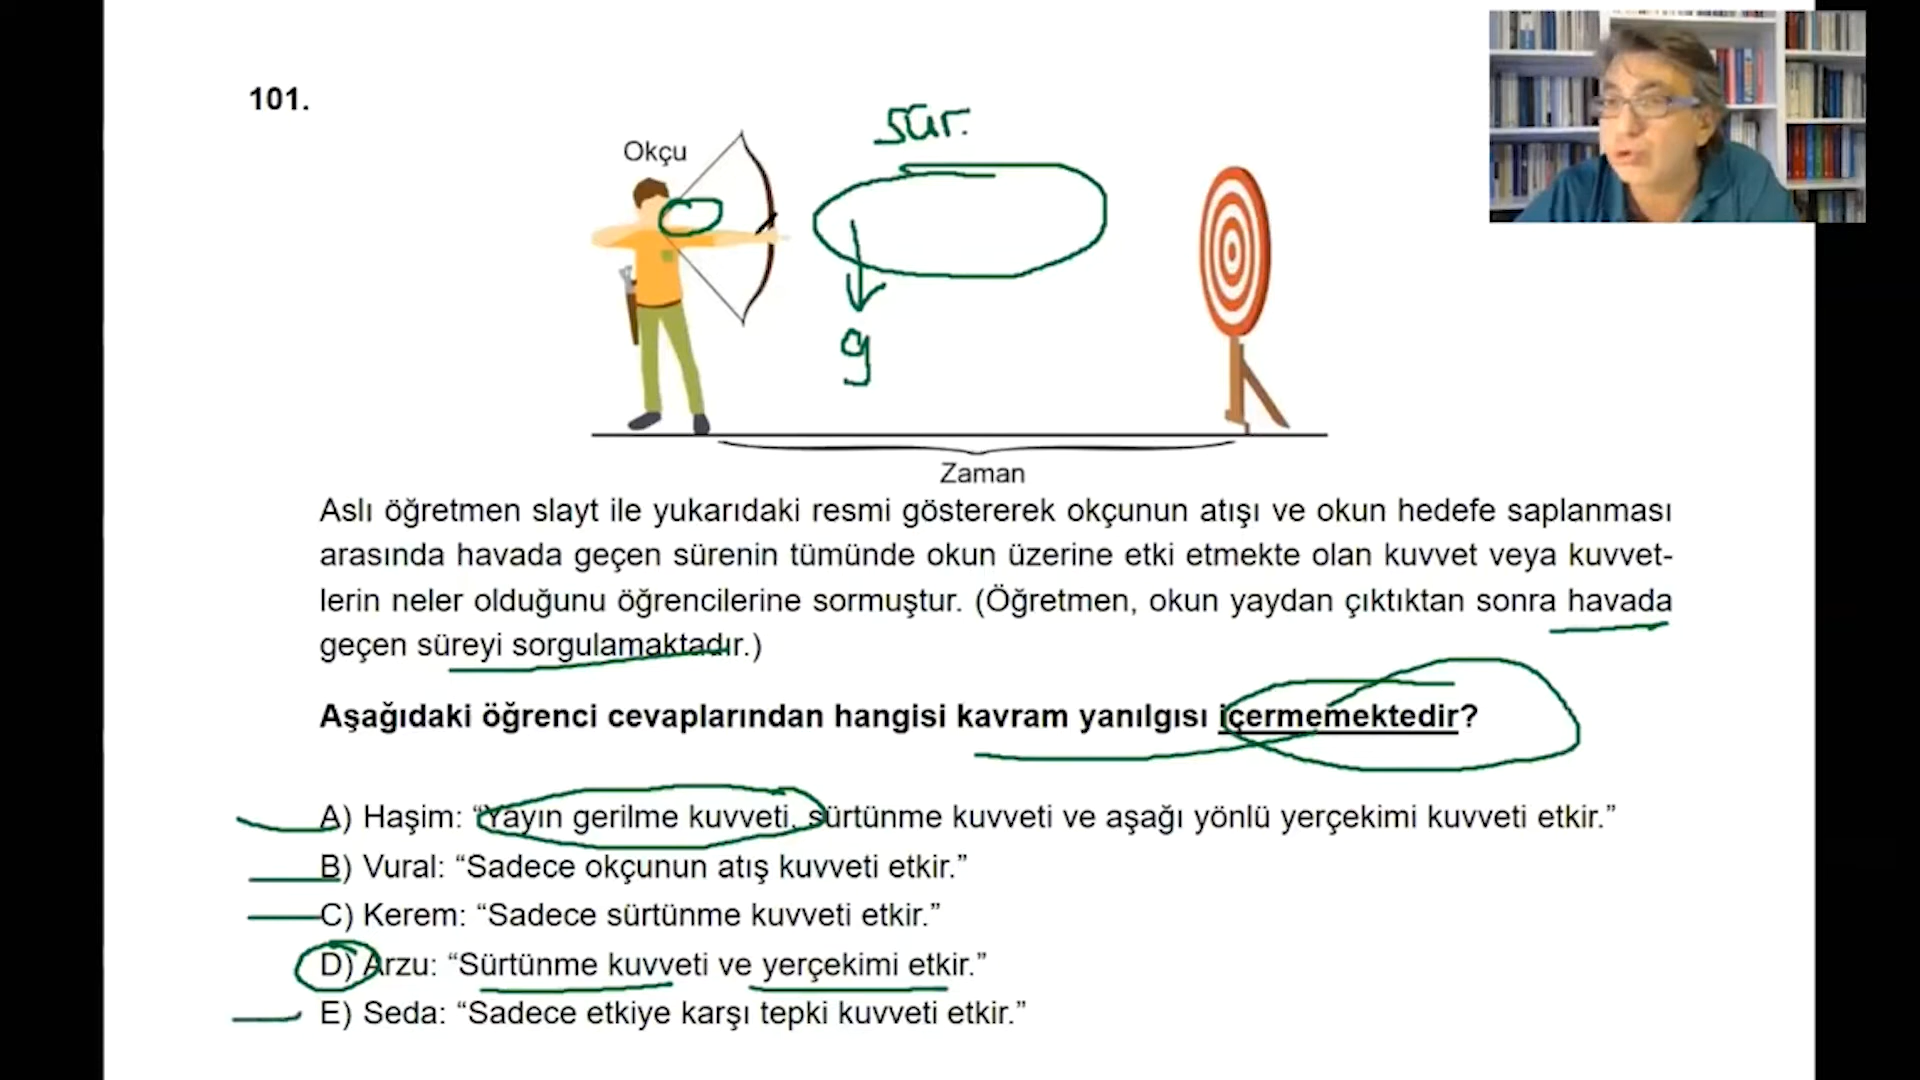 101.
sür.
Okçu
g
Zaman
Aslı öğretmen slayt ile yukarıdaki resmi göstererek okçunun atışı ve okun hedefe saplanması
arasında havada geçen sürenin tümünde okun üzerine etki etmekte olan kuvvet veya kuvvet-
lerin neler olduğunu öğrencilerine sormuştur. (Öğretmen, okun yaydan çıktıktan sonra havada
geçen süreyi sorgulamaktadır.)
Aşağıdaki öğrenci cevaplarından hangisi kavram yanılgısı içermemektedir?
A) Haşim: “Yayın gerilme kuvveti, sürtünme kuvveti ve aşağı yönlü yerçekimi kuvveti etkir.”
B) Vural: “Sadece okçunun atış kuvveti etkir.”
C) Kerem: “Sadece sürtünme kuvveti etkir.”
D) Arzu: “Sürtünme kuvveti ve yerçekimi etkir.”
E) Seda: “Sadece etkiye karşı tepki kuvveti etkir.”